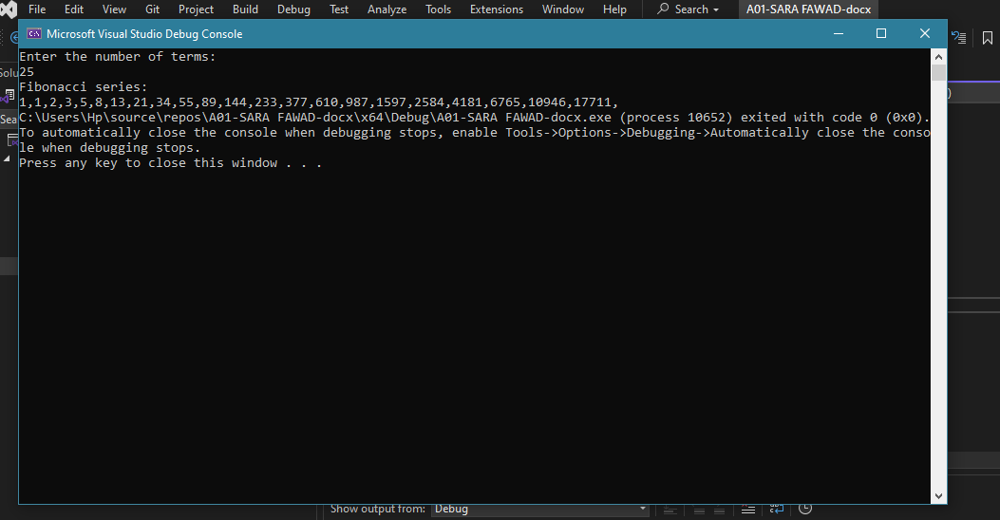 File Edit View Git Project Build Debug Test Analyze Tools Extensions Window Help Search A01-SARA FAWAD-docx
Microsoft Visual Studio Debug Console
Enter the number of terms:
25
Fibonacci series:
1,1,2,3,5,8,13,21,34,55,89,144,233,377,610,987,1597,2584,4181,6765,10946,17711,
C:\Users\Hp\source\repos\A01-SARA FAWAD-docx\x64\Debug\A01-SARA FAWAD-docx.exe (process 10652) exited with code 0 (0x0).
To automatically close the console when debugging stops, enable Tools->Options->Debugging->Automatically close the conso
le when debugging stops.
Press any key to close this window . . .
Solu
Sea
)
Show output from: Debug